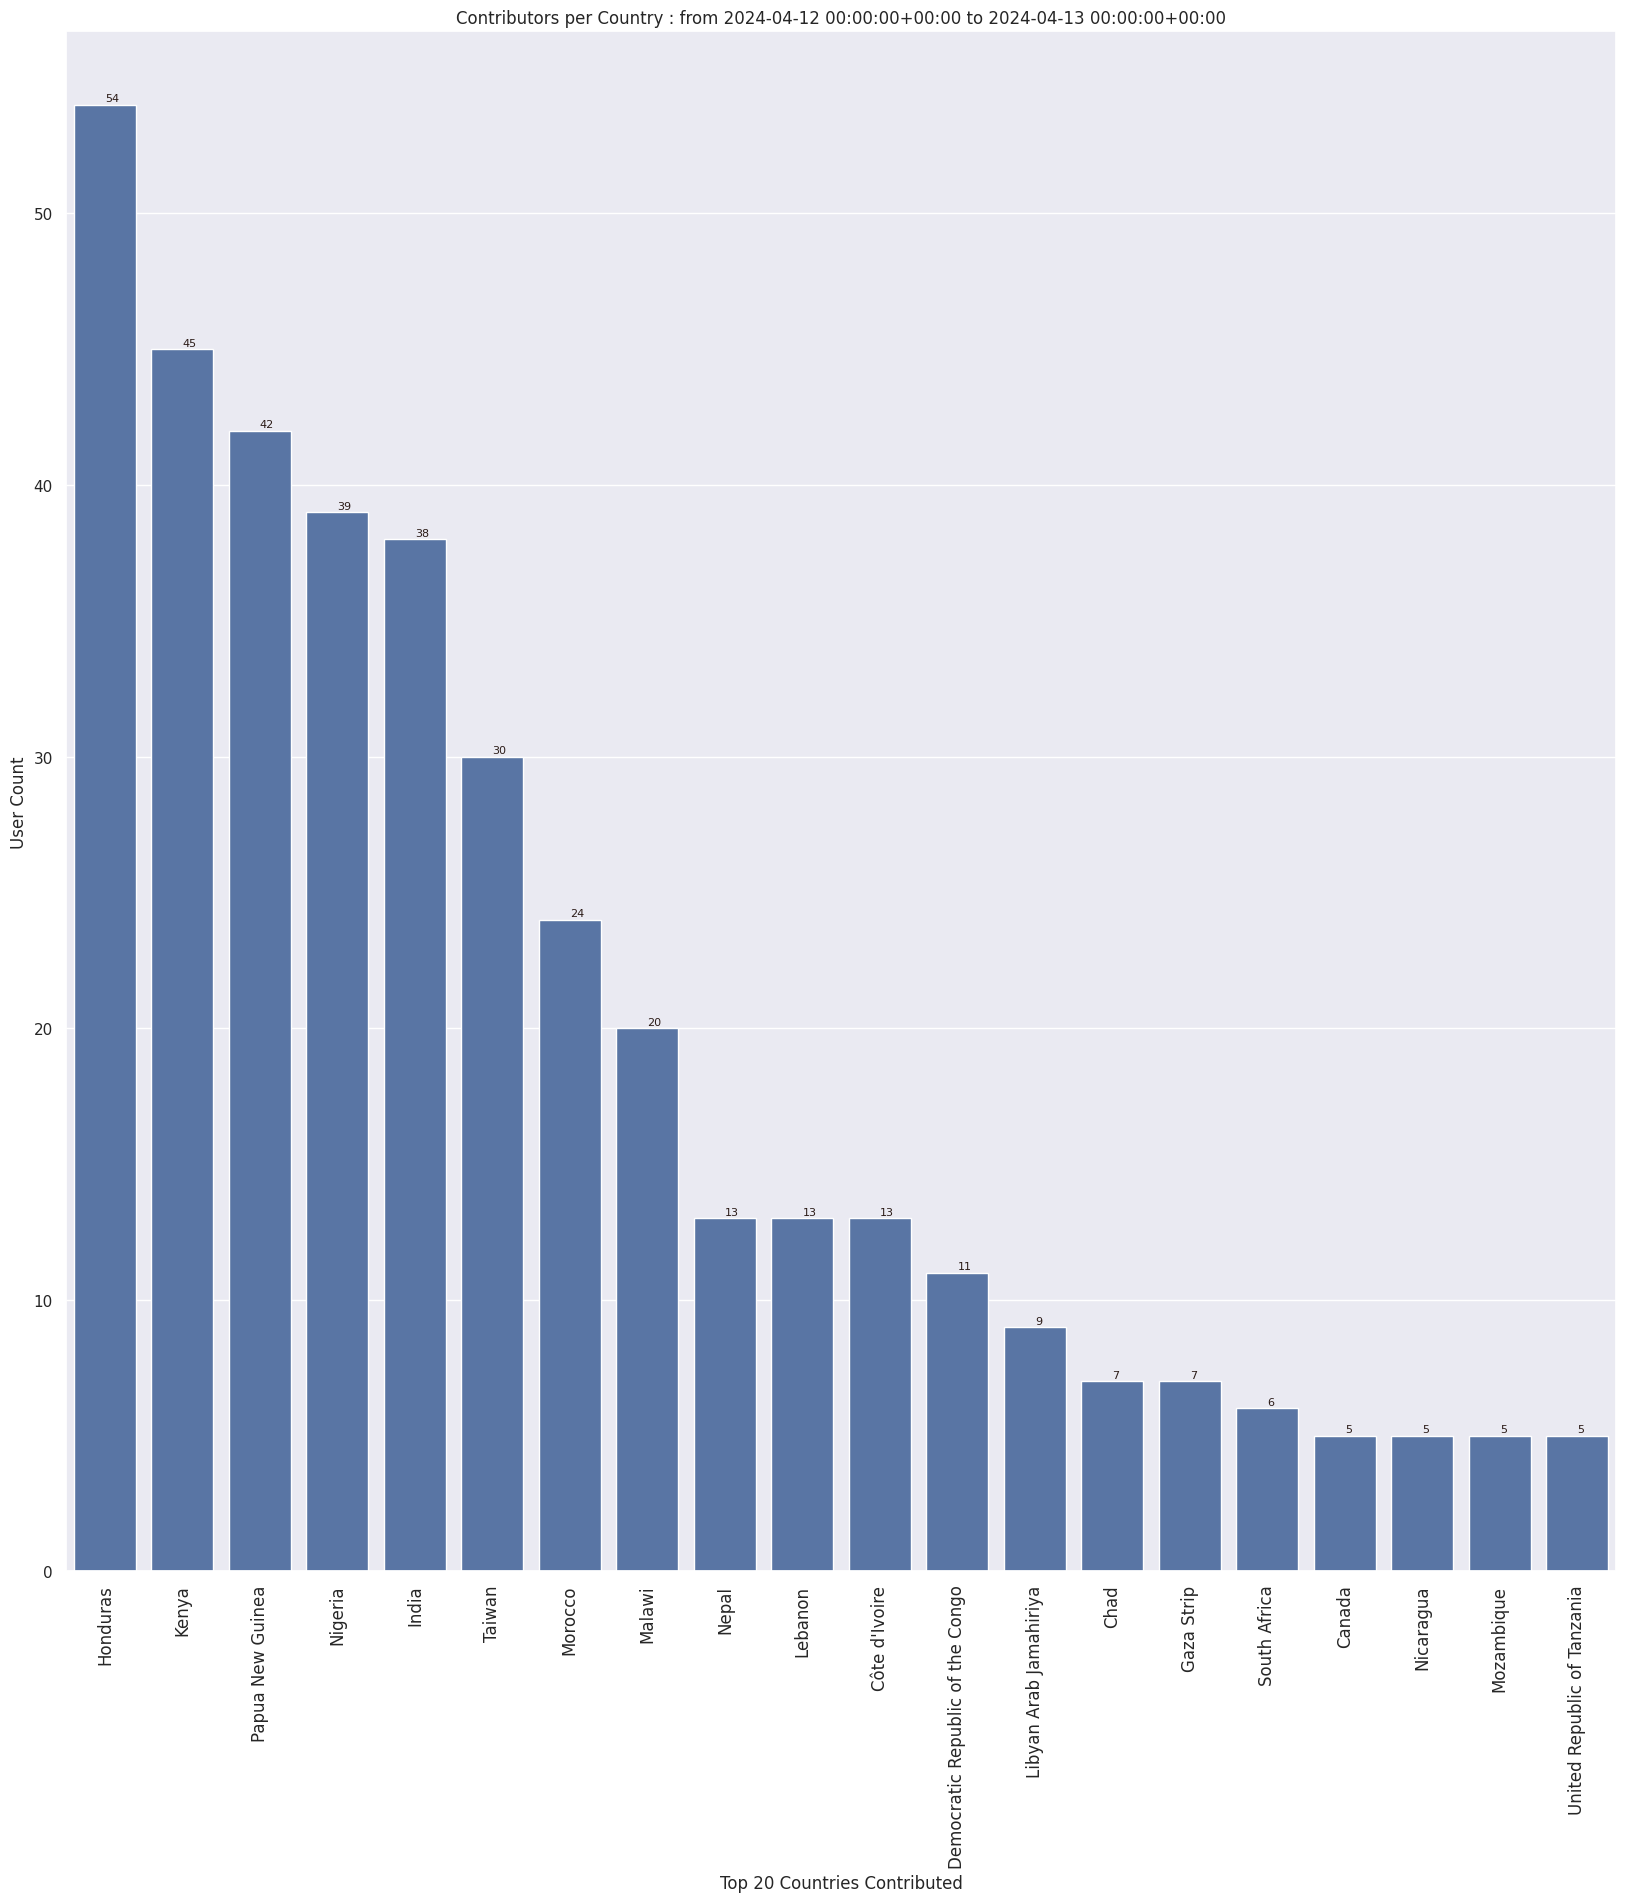 Contributors per Country : from 2024-04-12 00:00:00+00:00 to 2024-04-13 00:00:00+00:00
54
45
42
39
38
30
24
20
13
13
13
11
9
7
7
6
5
5
5
5
50
40
30
20
10
0
User Count
Honduras
Kenya
Papua New Guinea
Nigeria
India
Taiwan
Morocco
Malawi
Nepal
Lebanon
Côte d'Ivoire
Democratic Republic of the Congo
Libyan Arab Jamahiriya
Chad
Gaza Strip
South Africa
Canada
Nicaragua
Mozambique
United Republic of Tanzania
Top 20 Countries Contributed